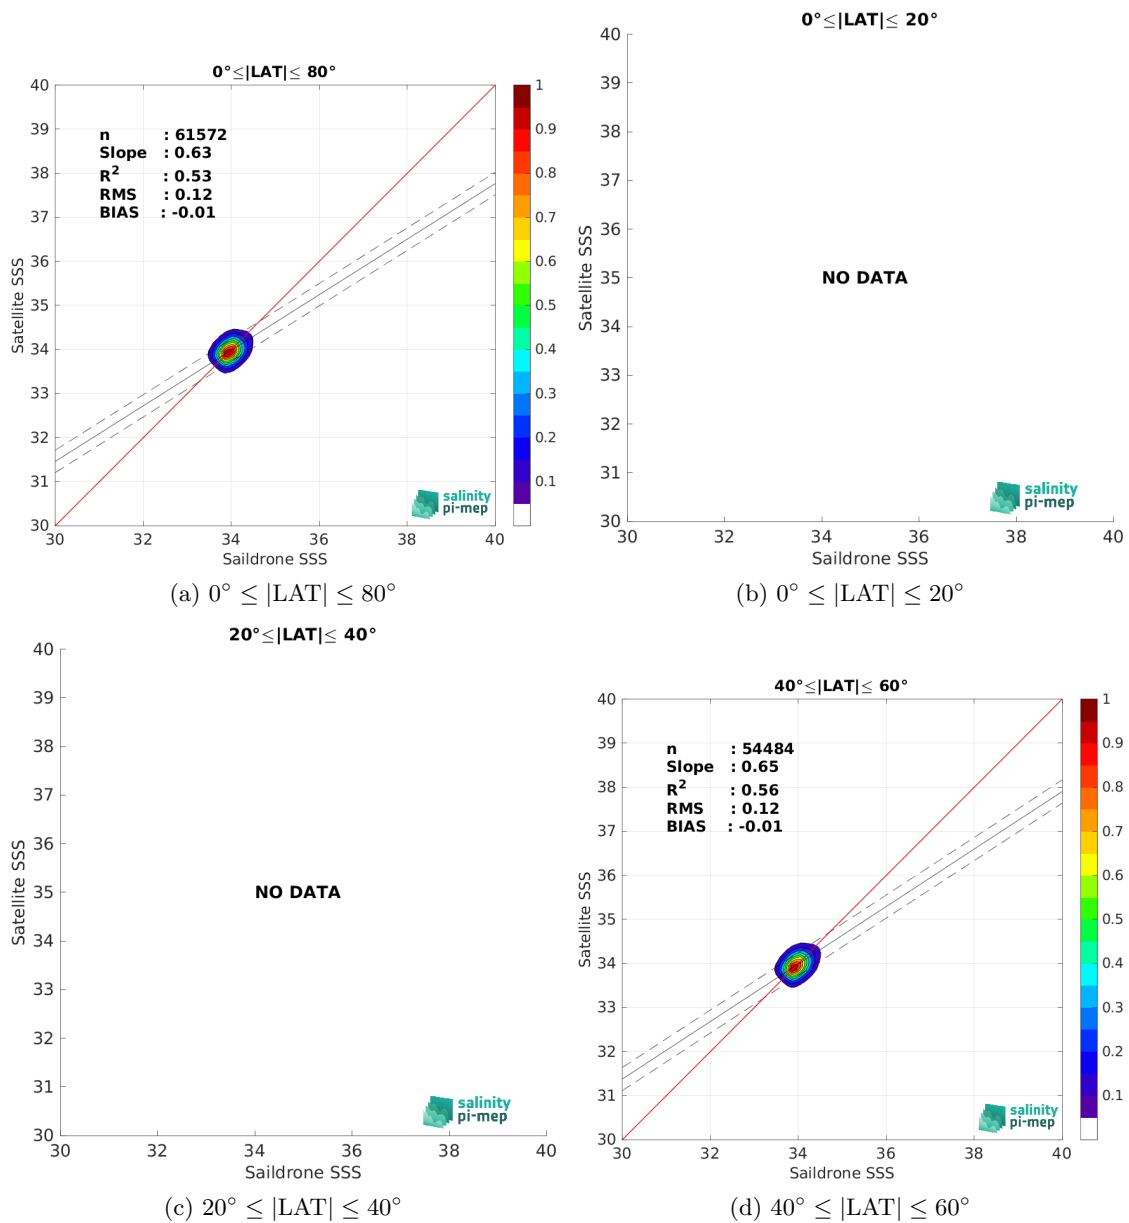 0°≤|LAT|≤ 80°
40
39
38
37
36
35
34
33
32
31
30
Satellite SSS
n : 61572
Slope : 0.63
R² : 0.53
RMS : 0.12
BIAS : -0.01
1
0.9
0.8
0.7
0.6
0.5
0.4
0.3
0.2
0.1
salinity
pi-mep
30 32 34 36 38 40
Saildrone SSS
(a) 0° ≤ |LAT| ≤ 80°
0°≤|LAT|≤ 20°
40
39
38
37
36
35
34
33
32
31
30
Satellite SSS
NO DATA
salinity
pi-mep
30 32 34 36 38 40
Saildrone SSS
(b) 0° ≤ |LAT| ≤ 20°
20°≤|LAT|≤ 40°
40
39
38
37
36
35
34
33
32
31
30
Satellite SSS
NO DATA
salinity
pi-mep
30 32 34 36 38 40
Saildrone SSS
(c) 20° ≤ |LAT| ≤ 40°
40°≤|LAT|≤ 60°
40
39
38
37
36
35
34
33
32
31
30
Satellite SSS
n : 54484
Slope : 0.65
R² : 0.56
RMS : 0.12
BIAS : -0.01
1
0.9
0.8
0.7
0.6
0.5
0.4
0.3
0.2
0.1
salinity
pi-mep
30 32 34 36 38 40
Saildrone SSS
(d) 40° ≤ |LAT| ≤ 60°